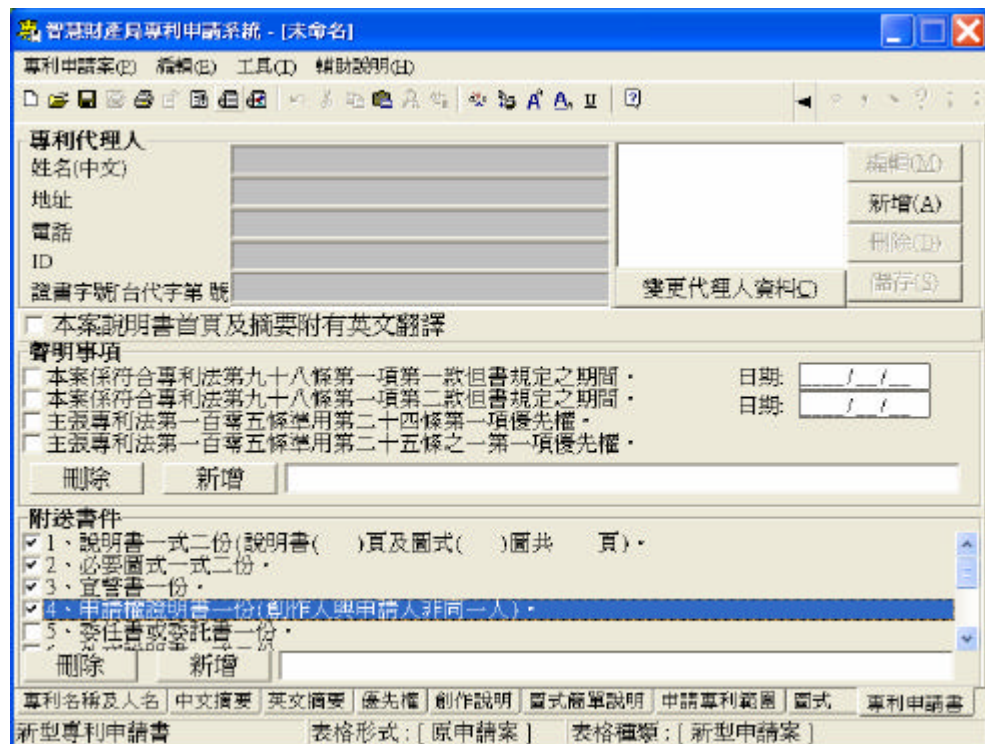 智慧財產局專利申請系統 - [未命名]
專利申請案(P) 編輯(E) 工具(T) 輔助說明(H)
專利代理人
姓名(中文)
編輯(M)
地址
新增(A)
電話
刪除(D)
ID
證書字號[台代字第 號
變更代理人資料(C)
儲存(S)
本案說明書首頁及摘要附有英文翻譯
聲明事項
本案係符合專利法第九十八條第一項第一款但書規定之期間。 日期: ____/__/__
本案係符合專利法第九十八條第一項第二款但書規定之期間。 日期: ____/__/__
主張專利法第一百零五條準用第二十四條第一項優先權。
主張專利法第一百零五條準用第二十五條之一第一項優先權。
刪除 新增
附送書件
1、說明書一式二份(說明書( )頁及圖式( )圖共 頁)。
2、必要圖式一式二份。
3、宣誓書一份。
4、申請權證明書一份(創作人與申請人非同一人)。
5、委任書或委託書一份。
刪除 新增
專利名稱及人名 中文摘要 英文摘要 優先權 創作說明 圖式簡單說明 申請專利範圍 圖式 專利申請書
新型專利申請書 表格形式:[ 原申請案 ] 表格種類:[ 新型申請案 ]